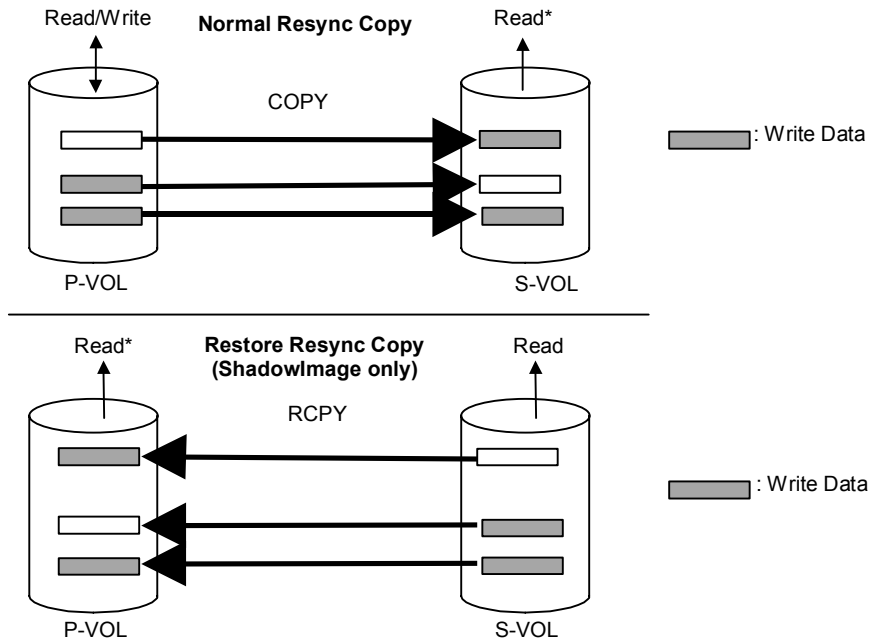 Read/Write
Normal Resync Copy
Read*
COPY
: Write Data
P-VOL
S-VOL
Read*
Restore Resync Copy
(ShadowImage only)
Read
RCPY
: Write Data
P-VOL
S-VOL